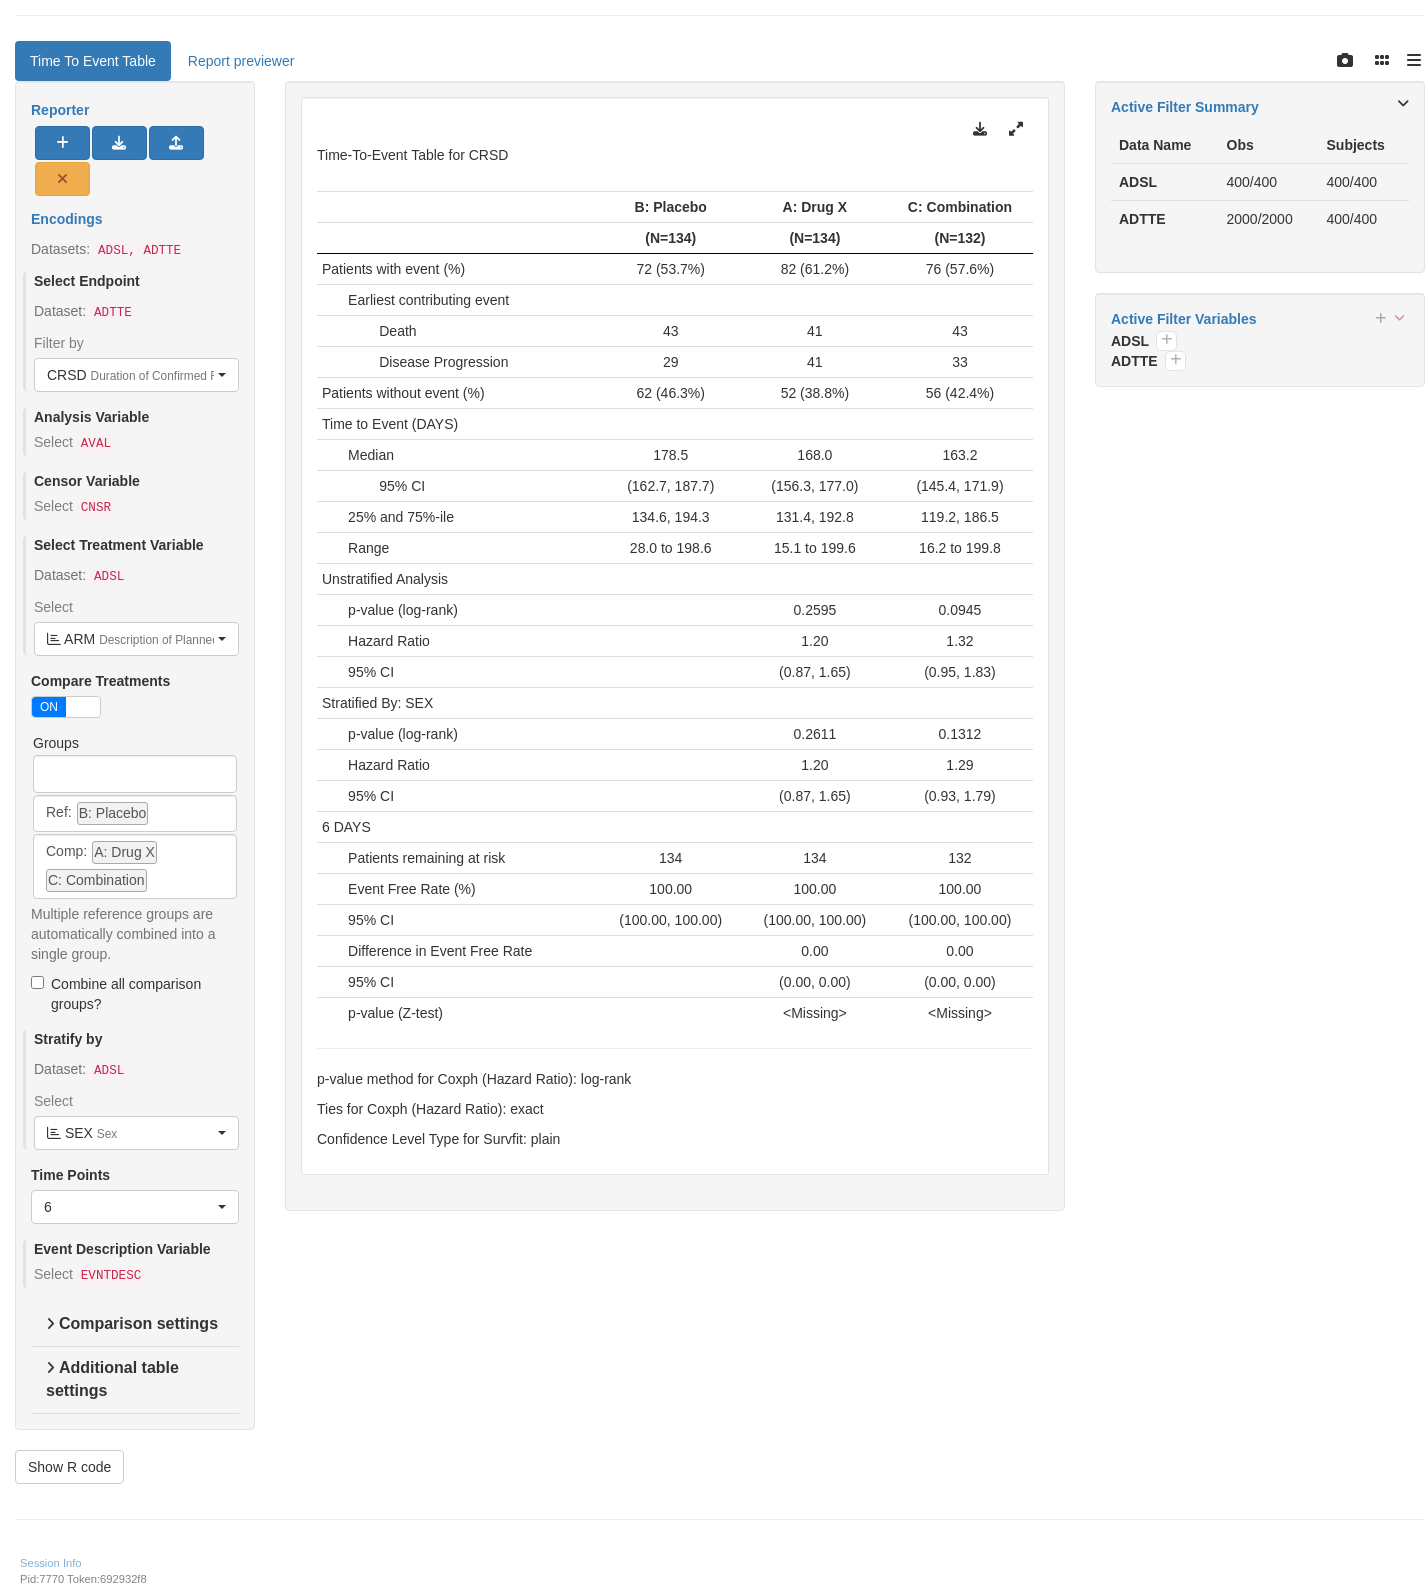 Time To Event Table
Report previewer
Reporter
Encodings
Datasets: ADSL, ADTTE
Select Endpoint
Dataset: ADTTE
Filter by
CRSD Duration of Confirmed
Analysis Variable
Select AVAL
Censor Variable
Select CNSR
Select Treatment Variable
Dataset: ADSL
Select
ARM Description of Planned
Compare Treatments
ON
Groups
Ref: B: Placebo
Comp: A: Drug X
C: Combination
Multiple reference groups are
automatically combined into a
single group.
Combine all comparison
groups?
Stratify by
Dataset: ADSL
Select
SEX Sex
Time Points
6
Event Description Variable
Select EVNTDESC
Comparison settings
Additional table
settings
Show R code
Time-To-Event Table for CRSD
B: Placebo A: Drug X C: Combination
(N=134) (N=134) (N=132)
Patients with event (%) 72 (53.7%) 82 (61.2%) 76 (57.6%)
Earliest contributing event
Death 43 41 43
Disease Progression 29 41 33
Patients without event (%) 62 (46.3%) 52 (38.8%) 56 (42.4%)
Time to Event (DAYS)
Median 178.5 168.0 163.2
95% CI (162.7, 187.7) (156.3, 177.0) (145.4, 171.9)
25% and 75%-ile 134.6, 194.3 131.4, 192.8 119.2, 186.5
Range 28.0 to 198.6 15.1 to 199.6 16.2 to 199.8
Unstratified Analysis
p-value (log-rank) 0.2595 0.0945
Hazard Ratio 1.20 1.32
95% CI (0.87, 1.65) (0.95, 1.83)
Stratified By: SEX
p-value (log-rank) 0.2611 0.1312
Hazard Ratio 1.20 1.29
95% CI (0.87, 1.65) (0.93, 1.79)
6 DAYS
Patients remaining at risk 134 134 132
Event Free Rate (%) 100.00 100.00 100.00
95% CI (100.00, 100.00) (100.00, 100.00) (100.00, 100.00)
Difference in Event Free Rate 0.00 0.00
95% CI (0.00, 0.00) (0.00, 0.00)
p-value (Z-test) <Missing> <Missing>
p-value method for Coxph (Hazard Ratio): log-rank
Ties for Coxph (Hazard Ratio): exact
Confidence Level Type for Survfit: plain
Active Filter Summary
Data Name Obs Subjects
ADSL 400/400 400/400
ADTTE 2000/2000 400/400
Active Filter Variables
ADSL
ADTTE
Session Info
Pid:7770 Token:692932f8